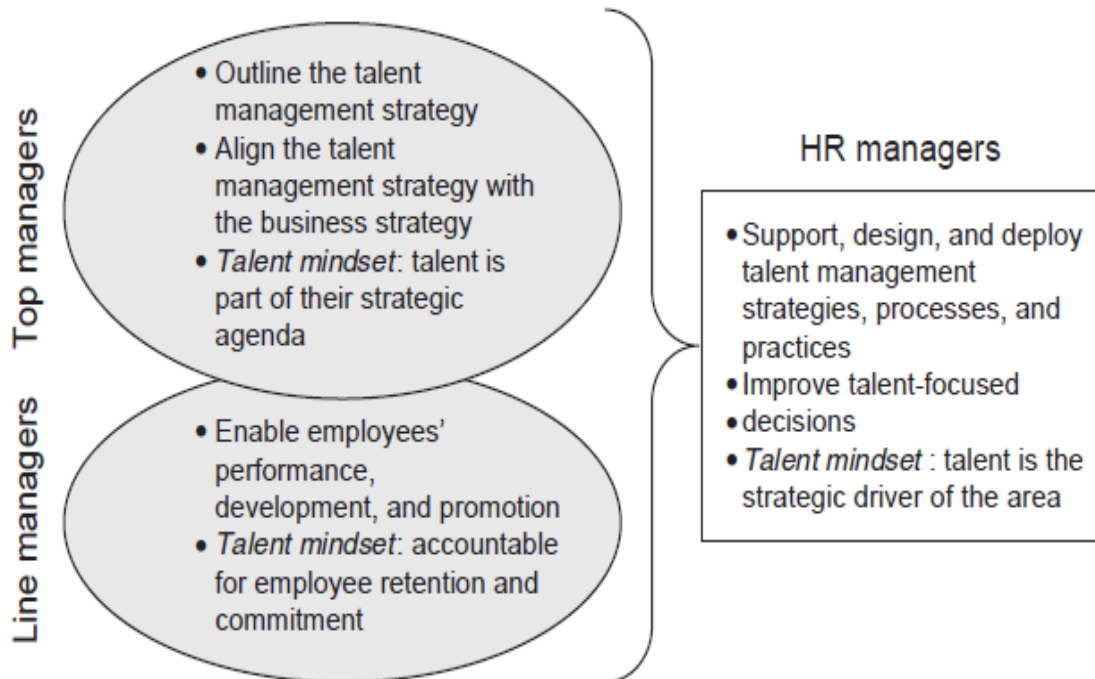 Top managers
• Outline the talent
management strategy
• Align the talent
management strategy with
the business strategy
• Talent mindset: talent is
part of their strategic
agenda
Line managers
• Enable employees’
performance,
development, and promotion
• Talent mindset: accountable
for employee retention and
commitment
HR managers
• Support, design, and deploy
talent management
strategies, processes, and
practices
• Improve talent-focused
• decisions
• Talent mindset : talent is the
strategic driver of the area